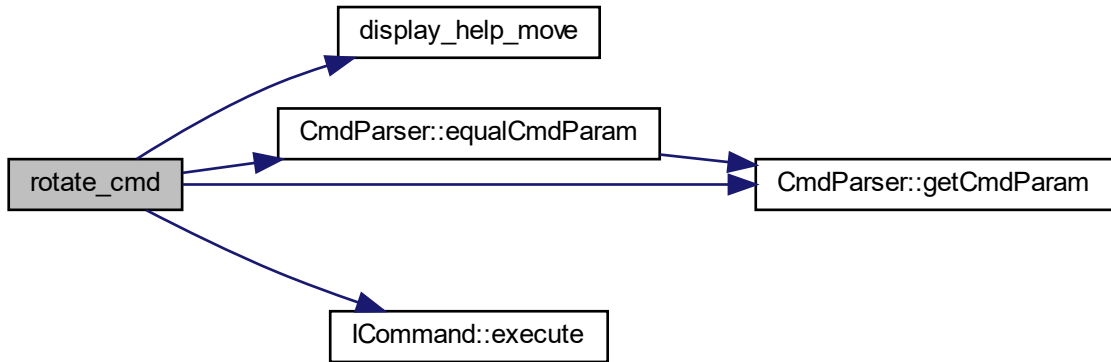 display_help_move
CmdParser::equalCmdParam
rotate_cmd
CmdParser::getCmdParam
ICommand::execute